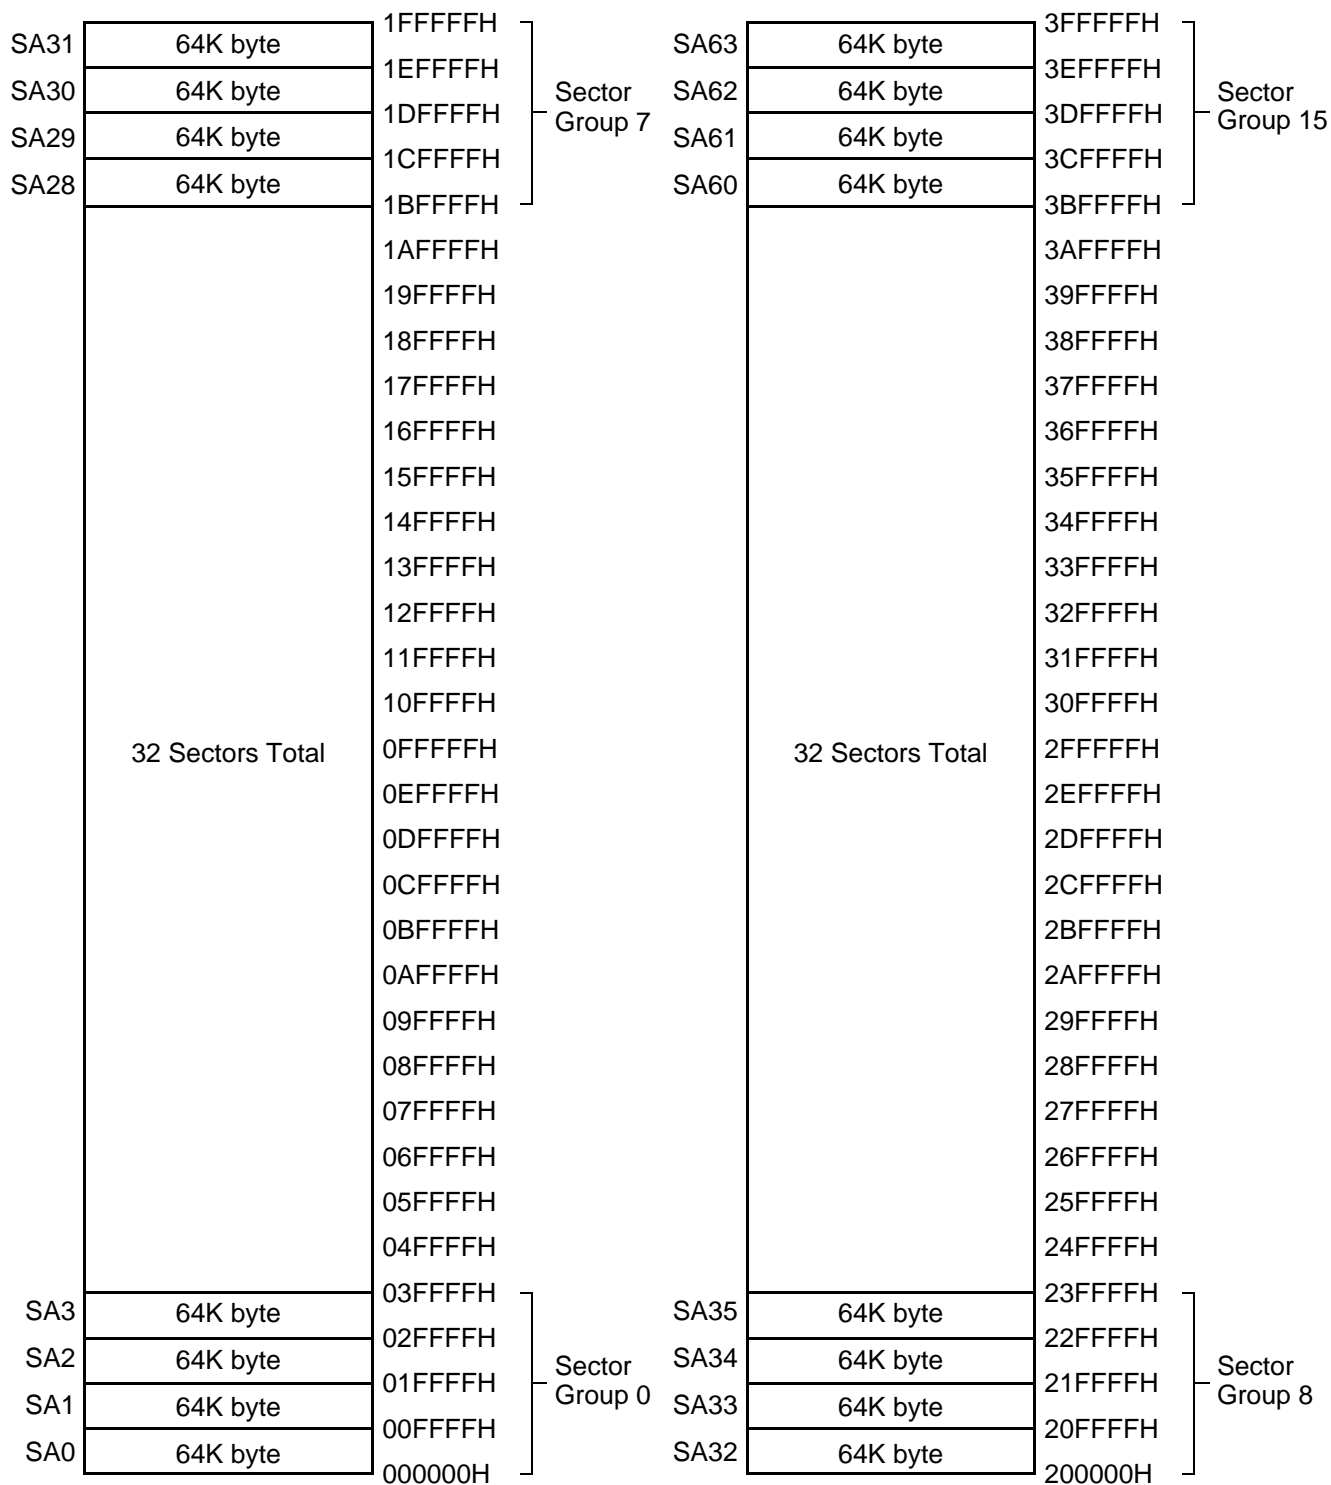 1FFFFFH
SA31 64K byte
1EFFFFH
SA30 64K byte
Sector
Group 7
1DFFFFH
SA29 64K byte
1CFFFFH
SA28 64K byte
1BFFFFH
1AFFFFH
19FFFFH
18FFFFH
17FFFFH
16FFFFH
15FFFFH
14FFFFH
13FFFFH
12FFFFH
11FFFFH
10FFFFH
32 Sectors Total
0FFFFFH
0EFFFFH
0DFFFFH
0CFFFFH
0BFFFFH
0AFFFFH
09FFFFH
08FFFFH
07FFFFH
06FFFFH
05FFFFH
04FFFFH
03FFFFH
SA3 64K byte
02FFFFH
SA2 64K byte
Sector
Group 0
01FFFFH
SA1 64K byte
00FFFFH
SA0 64K byte
000000H
3FFFFFH
SA63 64K byte
3EFFFFH
SA62 64K byte
Sector
Group 15
3DFFFFH
SA61 64K byte
3CFFFFH
SA60 64K byte
3BFFFFH
3AFFFFH
39FFFFH
38FFFFH
37FFFFH
36FFFFH
35FFFFH
34FFFFH
33FFFFH
32FFFFH
31FFFFH
30FFFFH
32 Sectors Total
2FFFFFH
2EFFFFH
2DFFFFH
2CFFFFH
2BFFFFH
2AFFFFH
29FFFFH
28FFFFH
27FFFFH
26FFFFH
25FFFFH
24FFFFH
23FFFFH
SA35 64K byte
22FFFFH
SA34 64K byte
Sector
Group 8
21FFFFH
SA33 64K byte
20FFFFH
SA32 64K byte
200000H